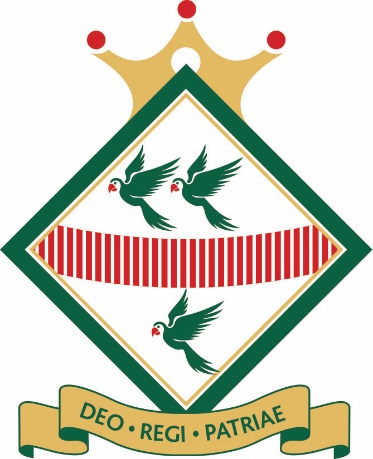 DEO • REGI • PATRIAE